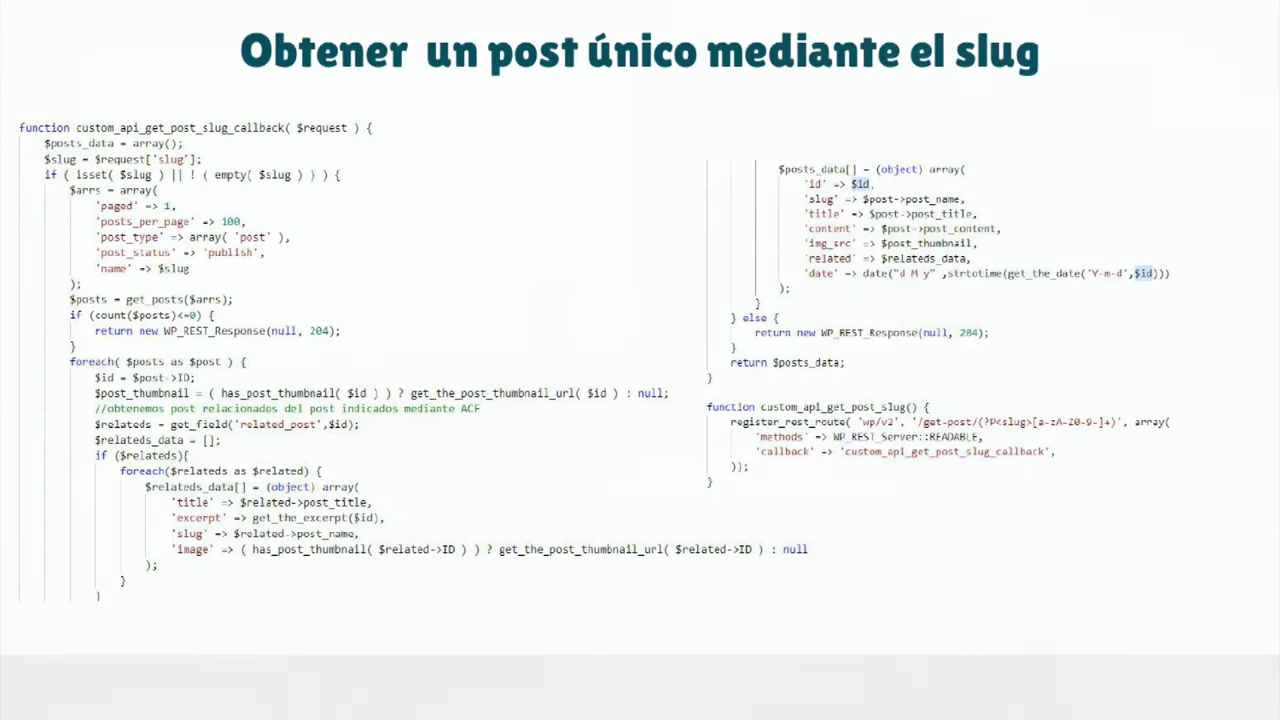 Obtener un post único mediante el slug
function custom_api_get_post_slug_callback( $request ) {
$posts_data = array();
$slug = $request['slug'];
if ( isset( $slug ) || ! ( empty( $slug ) ) ) {
$arrs = array(
'paged' => 1,
'posts_per_page' => 100,
'post_type' => array( 'post' ),
'post_status' => 'publish',
'name' => $slug
);
$posts = get_posts($arrs);
if (count($posts)<=0) {
return new WP_REST_Response(null, 204);
}
foreach( $posts as $post ) {
$id = $post->ID;
$post_thumbnail = ( has_post_thumbnail( $id ) ) ? get_the_post_thumbnail_url( $id ) : null;
//obtenemos post relacionados del post indicados mediante ACF
$relateds = get_field('related_post',$id);
$relateds_data = [];
if ($relateds){
foreach($relateds as $related) {
$relateds_data[] = (object) array(
'title' => $related->post_title,
'excerpt' => get_the_excerpt($id),
'slug' => $related->post_name,
'image' => ( has_post_thumbnail( $related->ID ) ) ? get_the_post_thumbnail_url( $related->ID ) : null
);
}
}
$posts_data[] = (object) array(
'id' => $id,
'slug' => $post->post_name,
'title' => $post->post_title,
'content' => $post->post_content,
'img_src' => $post_thumbnail,
'related' => $relateds_data,
'date' => date("d M y" ,strtotime(get_the_date('Y-m-d',$id)))
);
}
} else {
return new WP_REST_Response(null, 204);
}
return $posts_data;
}
function custom_api_get_post_slug() {
register_rest_route( 'wp/v2', '/get-post/(?P<slug>[a-zA-Z0-9-]+)', array(
'methods' => WP_REST_Server::READABLE,
'callback' => 'custom_api_get_post_slug_callback',
));
}